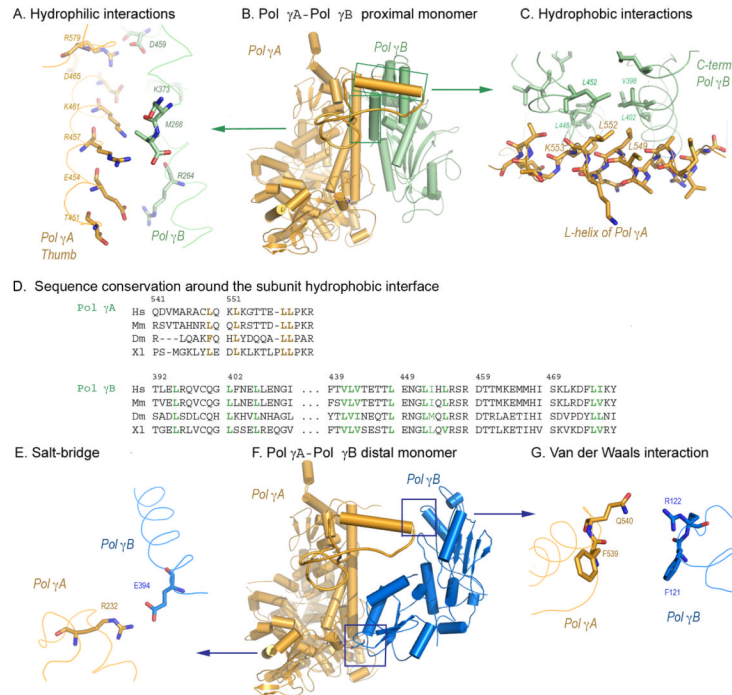 A. Hydrophilic interactions
B. Pol γA-Pol γB proximal monomer
C. Hydrophobic interactions
R579
D459
D465
K373
K461
M268
R457
E454
R264
T451
Pol γA
Thumb
Pol γB
Pol γA
Pol γB
C-term
Pol γB
L452
V398
L446
L402
L552
K553
L549
L-helix of Pol γA
D. Sequence conservation around the subunit hydrophobic interface
Pol γA
541 551
Hs QDVMARACLQ KLKGTTE-LLPKR
Mm RSVTAHNRLQ QLRSTTD-LLPKR
Dm R---LQAKFQ HLYDQQA-LLPAR
Xl PS-MGKLYLE DLKLKTLPLLPKR
Pol γB
392 402 439 449 459 469
Hs TLELRQVCQG LFNELLENGI ... FTVLVTETTL ENGLIHLRSR DTTMKEMMHI SKLKDFLIKY
Mm TVELRQVCQG LFNELLENGI ... FTVLVTETTL ENGLIQLRSR DTTMKEMMHI SKLRDFLVKY
Dm SADLSDLCQH LKHVLNHAGL ... YTLVINEQTL RNGLMQLRSR DTRLAETIHI SDVPDYLLNI
Xl TGELRLVCQG LSSELREQGV ... FSVLVSESTL ENGLLQVRSR DTTLKETIHV SKVKDFLVRY
E. Salt-bridge
F. Pol γA-Pol γB distal monomer
G. Van der Waals interaction
Pol γB
E394
Pol γA
R232
Pol γA
Pol γB
Q540
F539
Pol γA
R122
F121
Pol γB